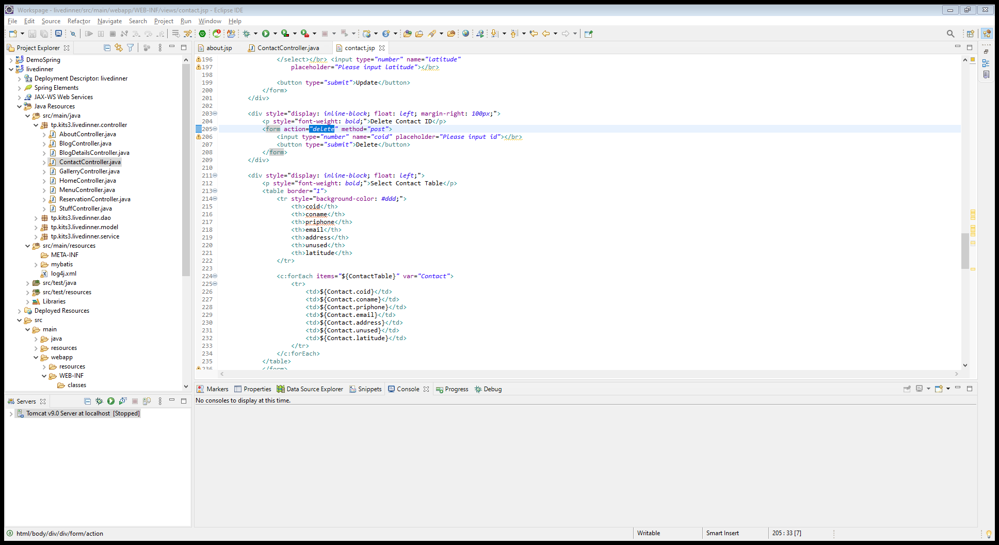 Workspage - livedinner/src/main/webapp/WEB-INF/views/contact.jsp - Eclipse IDE
File Edit Source Refactor Navigate Search Project Run Window Help
Project Explorer
DemoSpring
livedinner
Deployment Descriptor: livedinner
Spring Elements
JAX-WS Web Services
Java Resources
src/main/java
tp.kits3.livedinner.controller
AboutController.java
BlogController.java
BlogDetailsController.java
ContactController.java
GallerryController.java
HomeController.java
MenuController.java
ReservationController.java
StuffController.java
tp.kits3.livedinner.dao
tp.kits3.livedinner.model
tp.kits3.livedinner.service
src/main/resources
META-INF
mybatis
log4j.xml
src/test/java
src/test/resources
Libraries
Deployed Resources
src
main
java
resources
webapp
resources
WEB-INF
classes
Servers
Tomcat v9.0 Server at localhost [Stopped]
about.jsp ContactController.java contact.jsp
196 </select></br> <input type="number" name="latitude"
197 placeholder="Please input latitude"></br>
198
199 <button type="submit">Update</button>
200 </form>
201 </div>
202
203 <div style="display: inline-block; float: left; margin-right: 100px;">
204 <p style="font-weight: bold;">Delete Contact ID</p>
205 <form action="delete" method="post">
206 <input type="number" name="coid" placeholder="Please input id"></br>
207 <button type="submit">Delete</button>
208 </form>
209 </div>
210
211 <div style="display: inline-block; float: left;">
212 <p style="font-weight: bold;">Select Contact Table</p>
213 <table border="1">
214 <tr style="background-color: #ddd;">
215 <th>coid</th>
216 <th>coname</th>
217 <th>priphone</th>
218 <th>email</th>
219 <th>address</th>
220 <th>unused</th>
221 <th>latitude</th>
222 </tr>
223
224 <c:forEach items="${ContactTable}" var="Contact">
225 <tr>
226 <td>${Contact.coid}</td>
227 <td>${Contact.coname}</td>
228 <td>${Contact.priphone}</td>
229 <td>${Contact.email}</td>
230 <td>${Contact.address}</td>
231 <td>${Contact.unused}</td>
232 <td>${Contact.latitude}</td>
233 </tr>
234 </c:forEach>
235 </table>
236 </form>
Markers Properties Data Source Explorer Snippets Console Progress Debug
No consoles to display at this time.
html/body/div/div/form/action
Writable Smart Insert 205 : 33 [7]